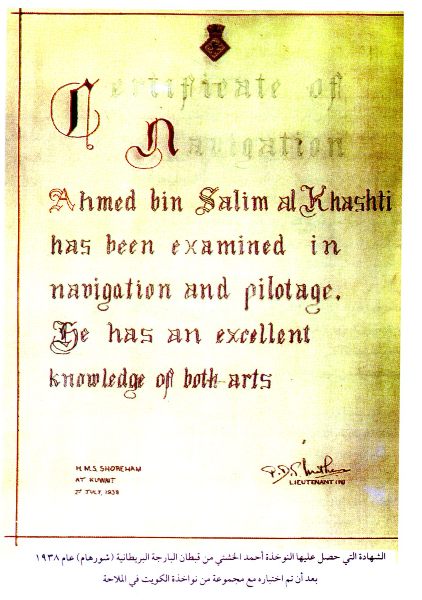 Certificate of
Navigation
Ahmed bin Salim al Khashti
has been examined in
navigation and pilotage.
He has an excellent
knowledge of both arts
H.M.S. SHOREHAM
AT KUWAIT
JULY, 1938
LIEUTENANT (N)
الشهادة التي حصل عليها النوخذة أحمد الخشتي من قبطان البارجة البريطانية (شورهام) عام ١٩٣٨
بعد أن تم اختباره مع مجموعة من نواخذة الكويت في الملاحة